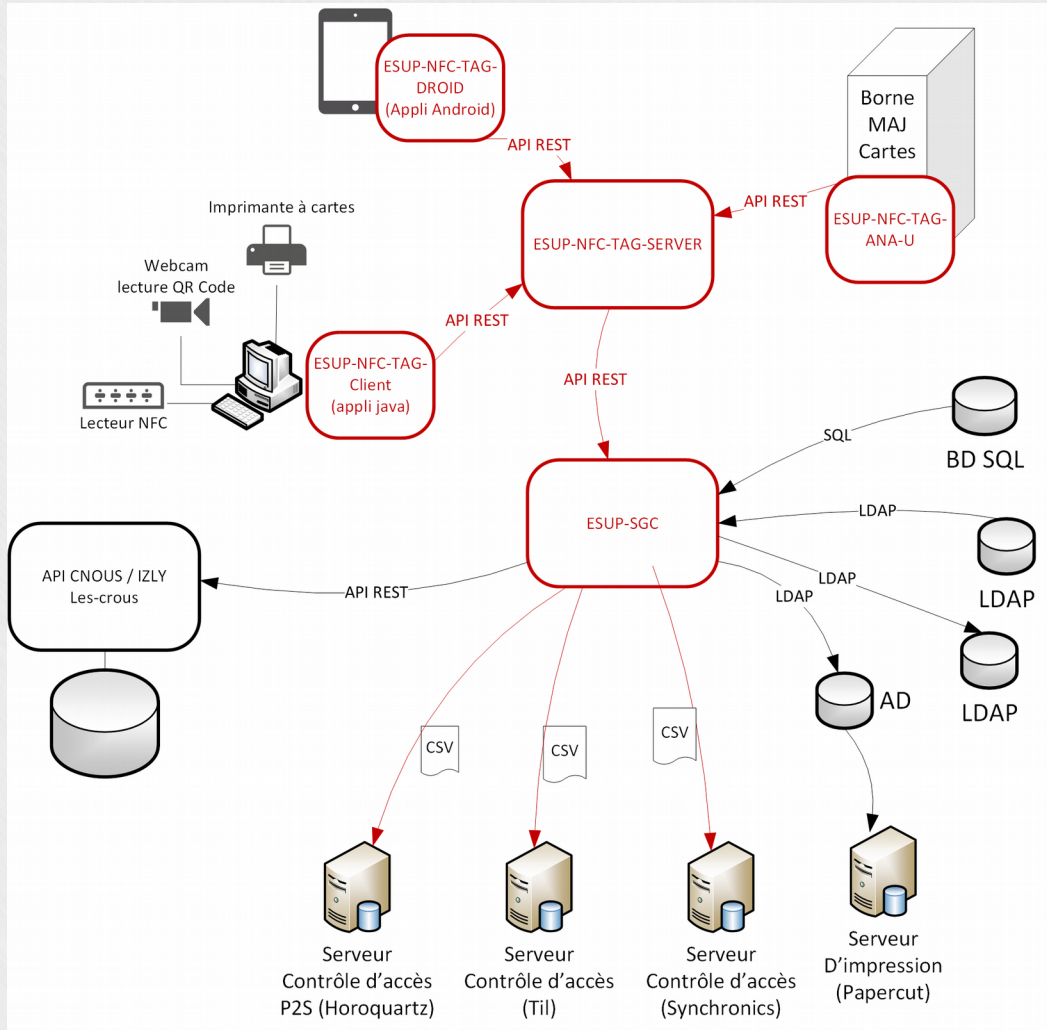 ESUP-NFC-TAG-
DROID
(Appli Android)
Borne
MAJ
Cartes
API REST
API REST
ESUP-NFC-TAG-
ANA-U
Imprimante à cartes
ESUP-NFC-TAG-SERVER
Webcam
lecture QR Code
API REST
ESUP-NFC-TAG-
Client
(appli java)
Lecteur NFC
API REST
SQL
BD SQL
ESUP-SGC
LDAP
LDAP
API CNOUS / IZLY
Les-crous
API REST
LDAP
LDAP
LDAP
AD
CSV
CSV
CSV
Serveur
Contrôle d’accès
P2S (Horoquartz)
Serveur
Contrôle d’accès
(Til)
Serveur
Contrôle d’accès
(Synchronics)
Serveur
D’impression
(Papercut)